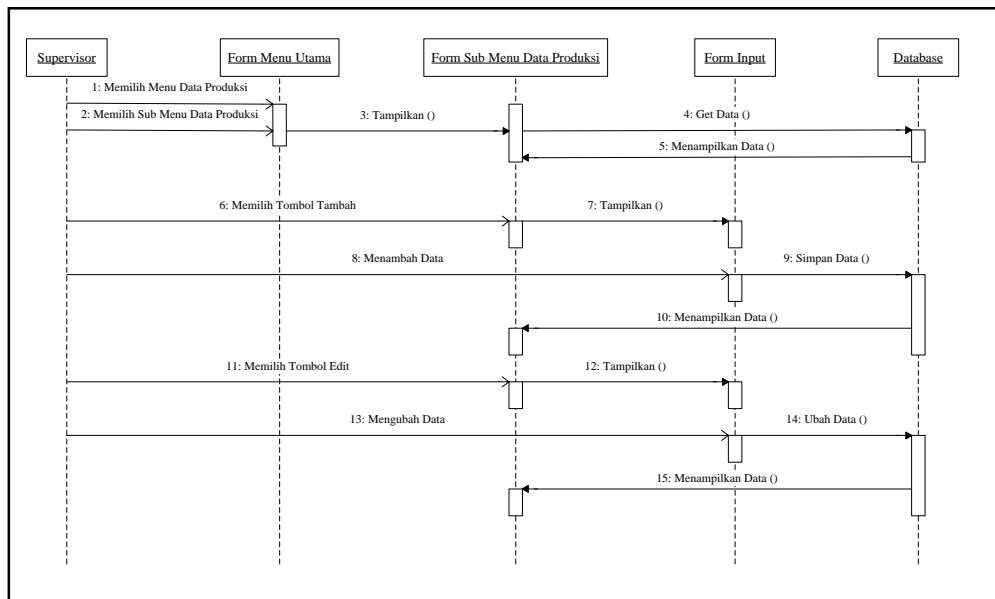 Supervisor
Form Menu Utama
Form Sub Menu Data Produksi
Form Input
Database
1: Memilih Menu Data Produksi
2: Memilih Sub Menu Data Produksi
3: Tampilkan ()
4: Get Data ()
5: Menampilkan Data ()
6: Memilih Tombol Tambah
7: Tampilkan ()
8: Menambah Data
9: Simpan Data ()
10: Menampilkan Data ()
11: Memilih Tombol Edit
12: Tampilkan ()
13: Mengubah Data
14: Ubah Data ()
15: Menampilkan Data ()